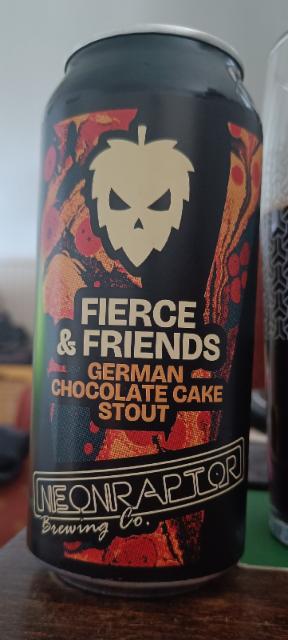 FIERCE
& FRIENDS
GERMAN
CHOCOLATE CAKE
STOUT
NEONRAPTOR
Brewing Co.